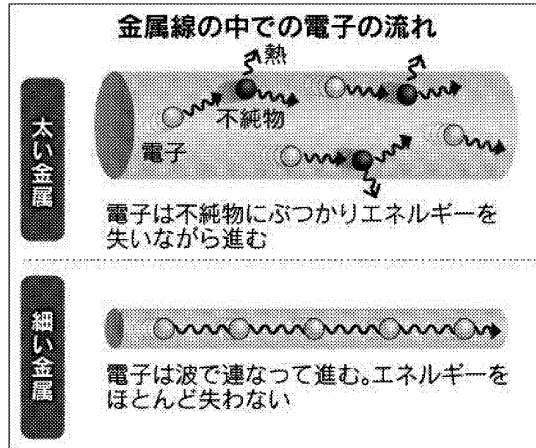 金属線の中での電子の流れ
太い金属
熱
不純物
電子
電子は不純物にぶつかりエネルギーを
失いながら進む
細い金属
電子は波で連なって進む。エネルギーを
ほとんど失わない